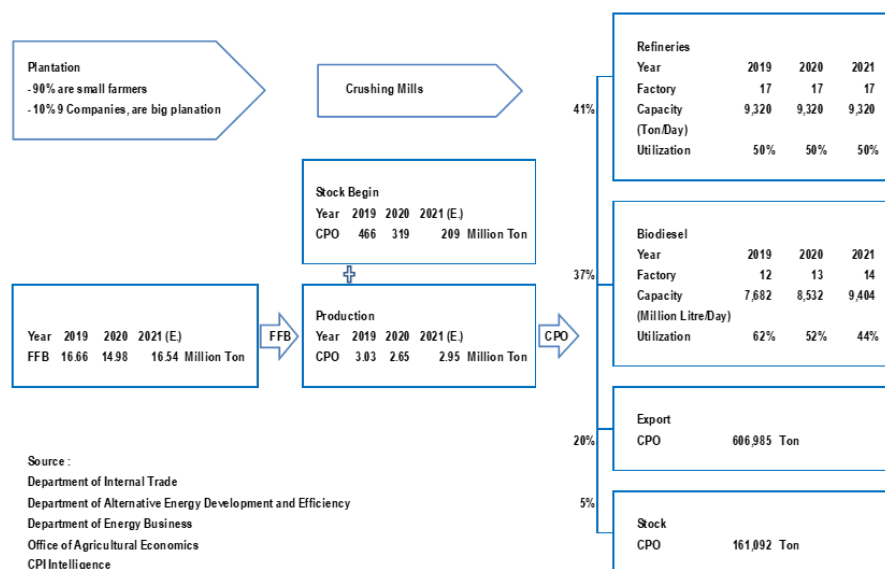 Plantation
- 90% are small farmers
- 10% 9 Companies, are big planation
Crushing Mills
Stock Begin
Year 2019 2020 2021 (E.)
CPO 466 319 209 Million Ton
Year 2019 2020 2021 (E.)
FFB 16.66 14.98 16.54 Million Ton
FFB
Production
Year 2019 2020 2021 (E.)
CPO 3.03 2.65 2.95 Million Ton
CPO
41%
Refineries
Year 2019 2020 2021
Factory 17 17 17
Capacity 9,320 9,320 9,320
(Ton/Day)
Utilization 50% 50% 50%
37%
Biodiesel
Year 2019 2020 2021
Factory 12 13 14
Capacity 7,682 8,532 9,404
(Million Litre/Day)
Utilization 62% 52% 44%
20%
Export
CPO 606,985 Ton
5%
Stock
CPO 161,092 Ton
Source :
Department of Internal Trade
Department of Alternative Energy Development and Efficiency
Department of Energy Business
Office of Agricultural Economics
CPI Intelligence